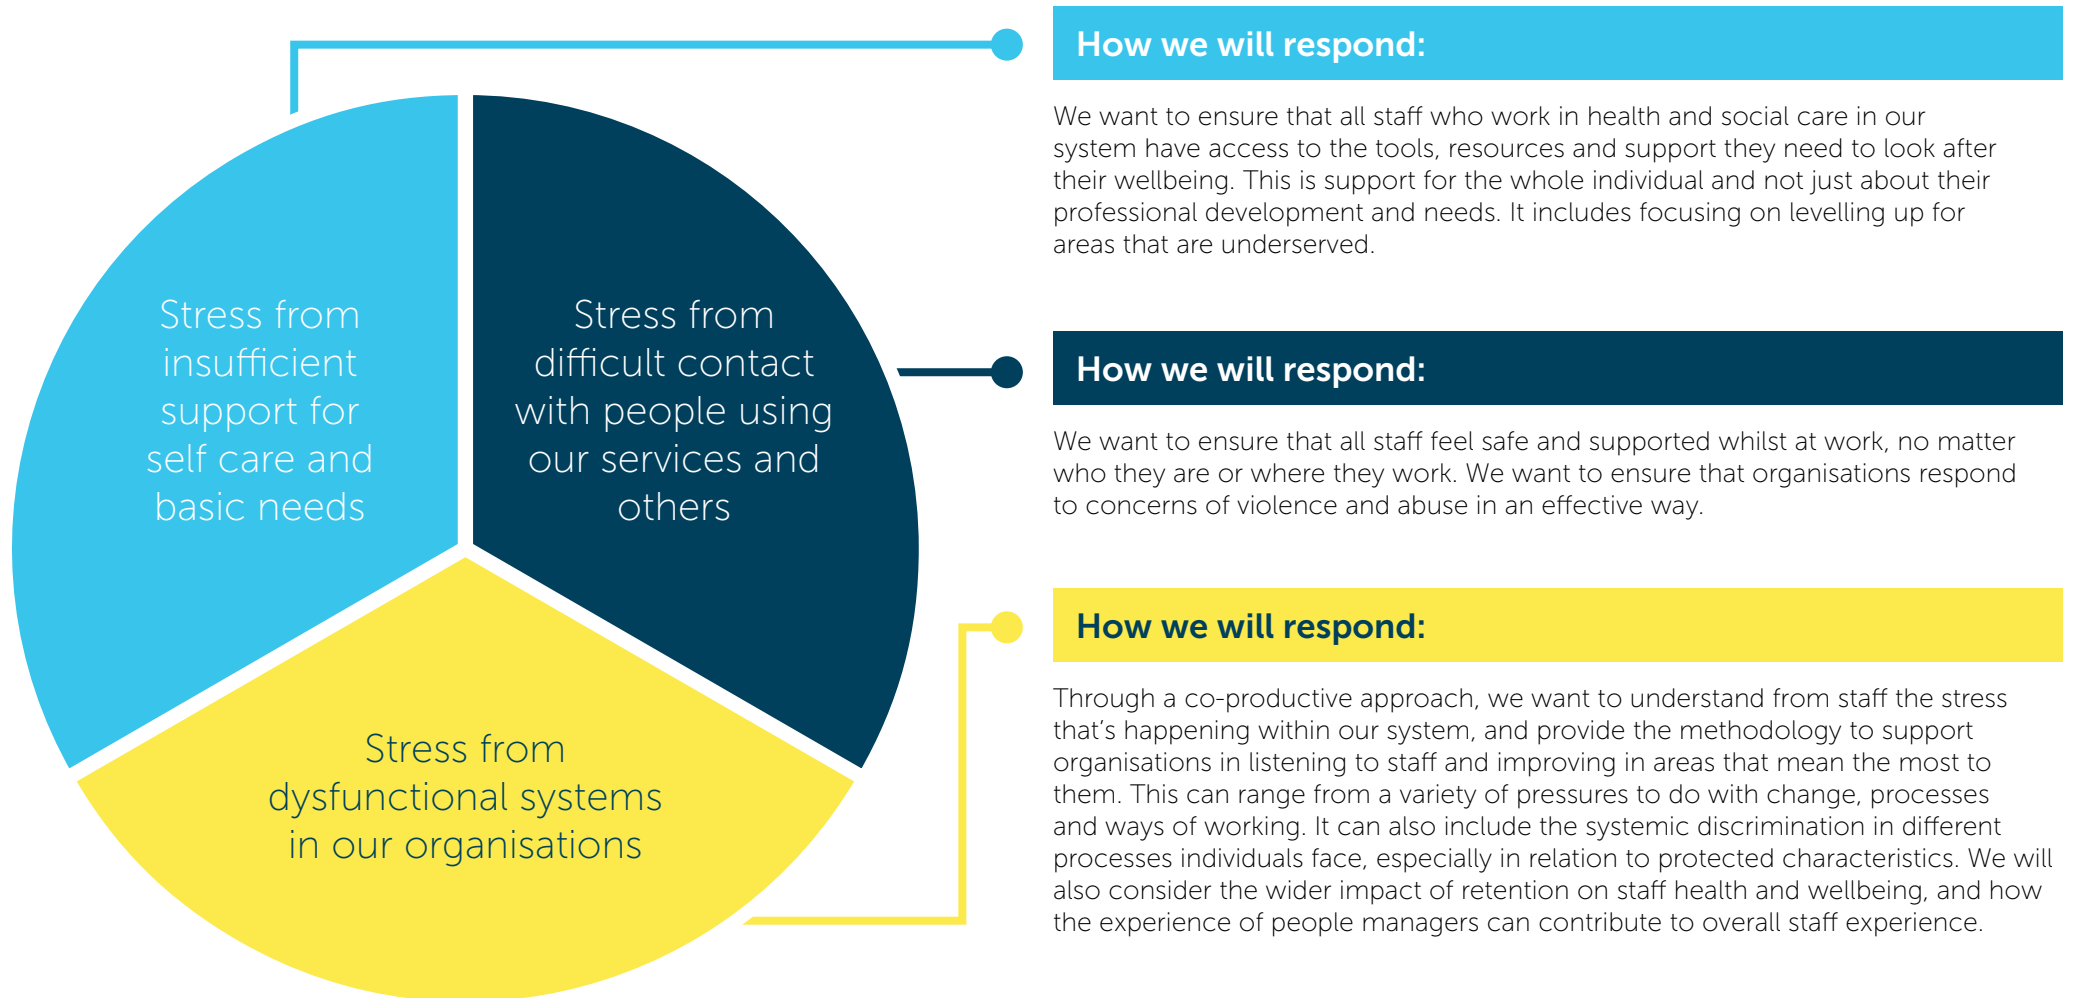 Stress from
insufficient
support for
self care and
basic needs
Stress from
difficult contact
with people using
our services and
others
Stress from
dysfunctional systems
in our organisations
How we will respond:
We want to ensure that all staff who work in health and social care in our
system have access to the tools, resources and support they need to look after
their wellbeing. This is support for the whole individual and not just about their
professional development and needs. It includes focusing on levelling up for
areas that are underserved.
How we will respond:
We want to ensure that all staff feel safe and supported whilst at work, no matter
who they are or where they work. We want to ensure that organisations respond
to concerns of violence and abuse in an effective way.
How we will respond:
Through a co-productive approach, we want to understand from staff the stress
that’s happening within our system, and provide the methodology to support
organisations in listening to staff and improving in areas that mean the most to
them. This can range from a variety of pressures to do with change, processes
and ways of working. It can also include the systemic discrimination in different
processes individuals face, especially in relation to protected characteristics. We will
also consider the wider impact of retention on staff health and wellbeing, and how
the experience of people managers can contribute to overall staff experience.